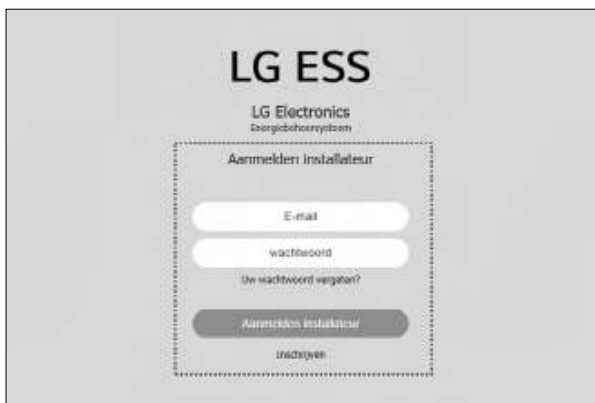 LG ESS
LG Electronics
Energiebeheersysteem
Aanmelden installateur
E-mail
wachtwoord
Uw wachtwoord vergeten?
Aanmelden installateur
Inschrijven